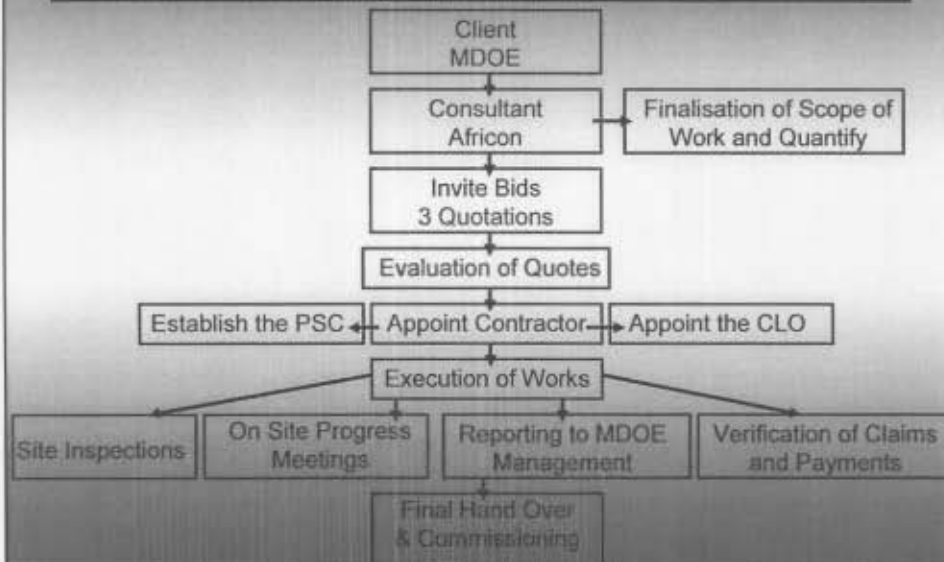 Client
MDOE
Consultant
Africon
Finalisation of Scope of
Work and Quantify
Invite Bids
3 Quotations
Evaluation of Quotes
Establish the PSC
Appoint Contractor
Appoint the CLO
Execution of Works
Site Inspections
On Site Progress
Meetings
Reporting to MDOE
Management
Verification of Claims
and Payments
Final Hand Over
& Commissioning